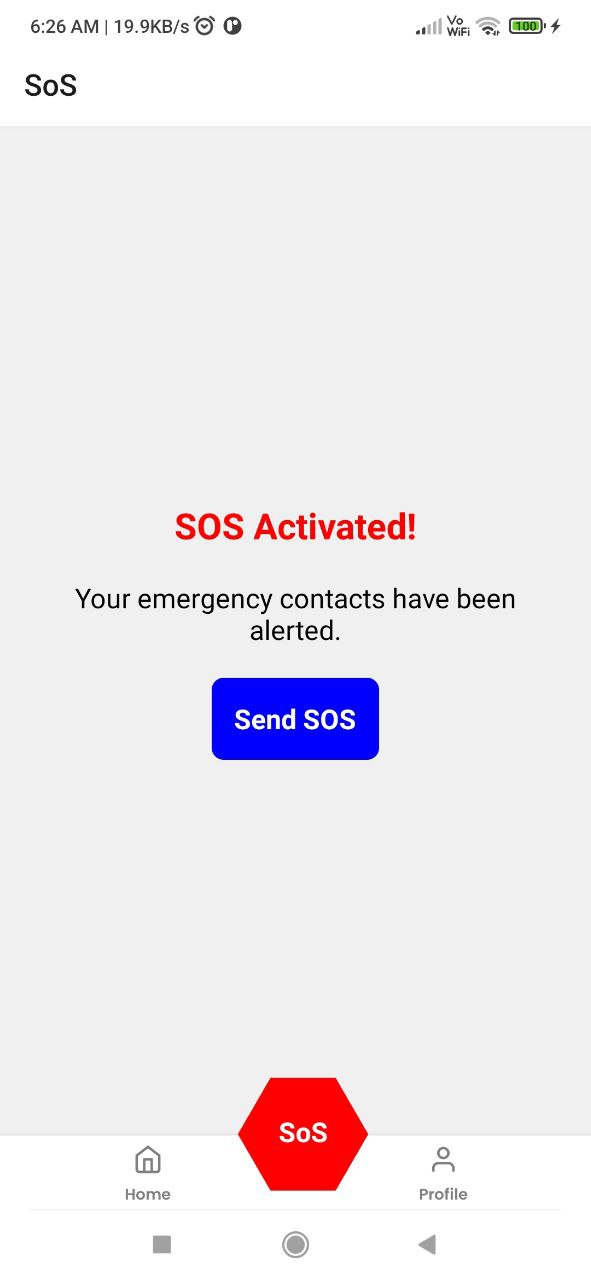 6:26 AM | 19.9KB/s
Vo
WiFi
100
SoS
SOS Activated!
Your emergency contacts have been
alerted.
Send SOS
SoS
Home
Profile